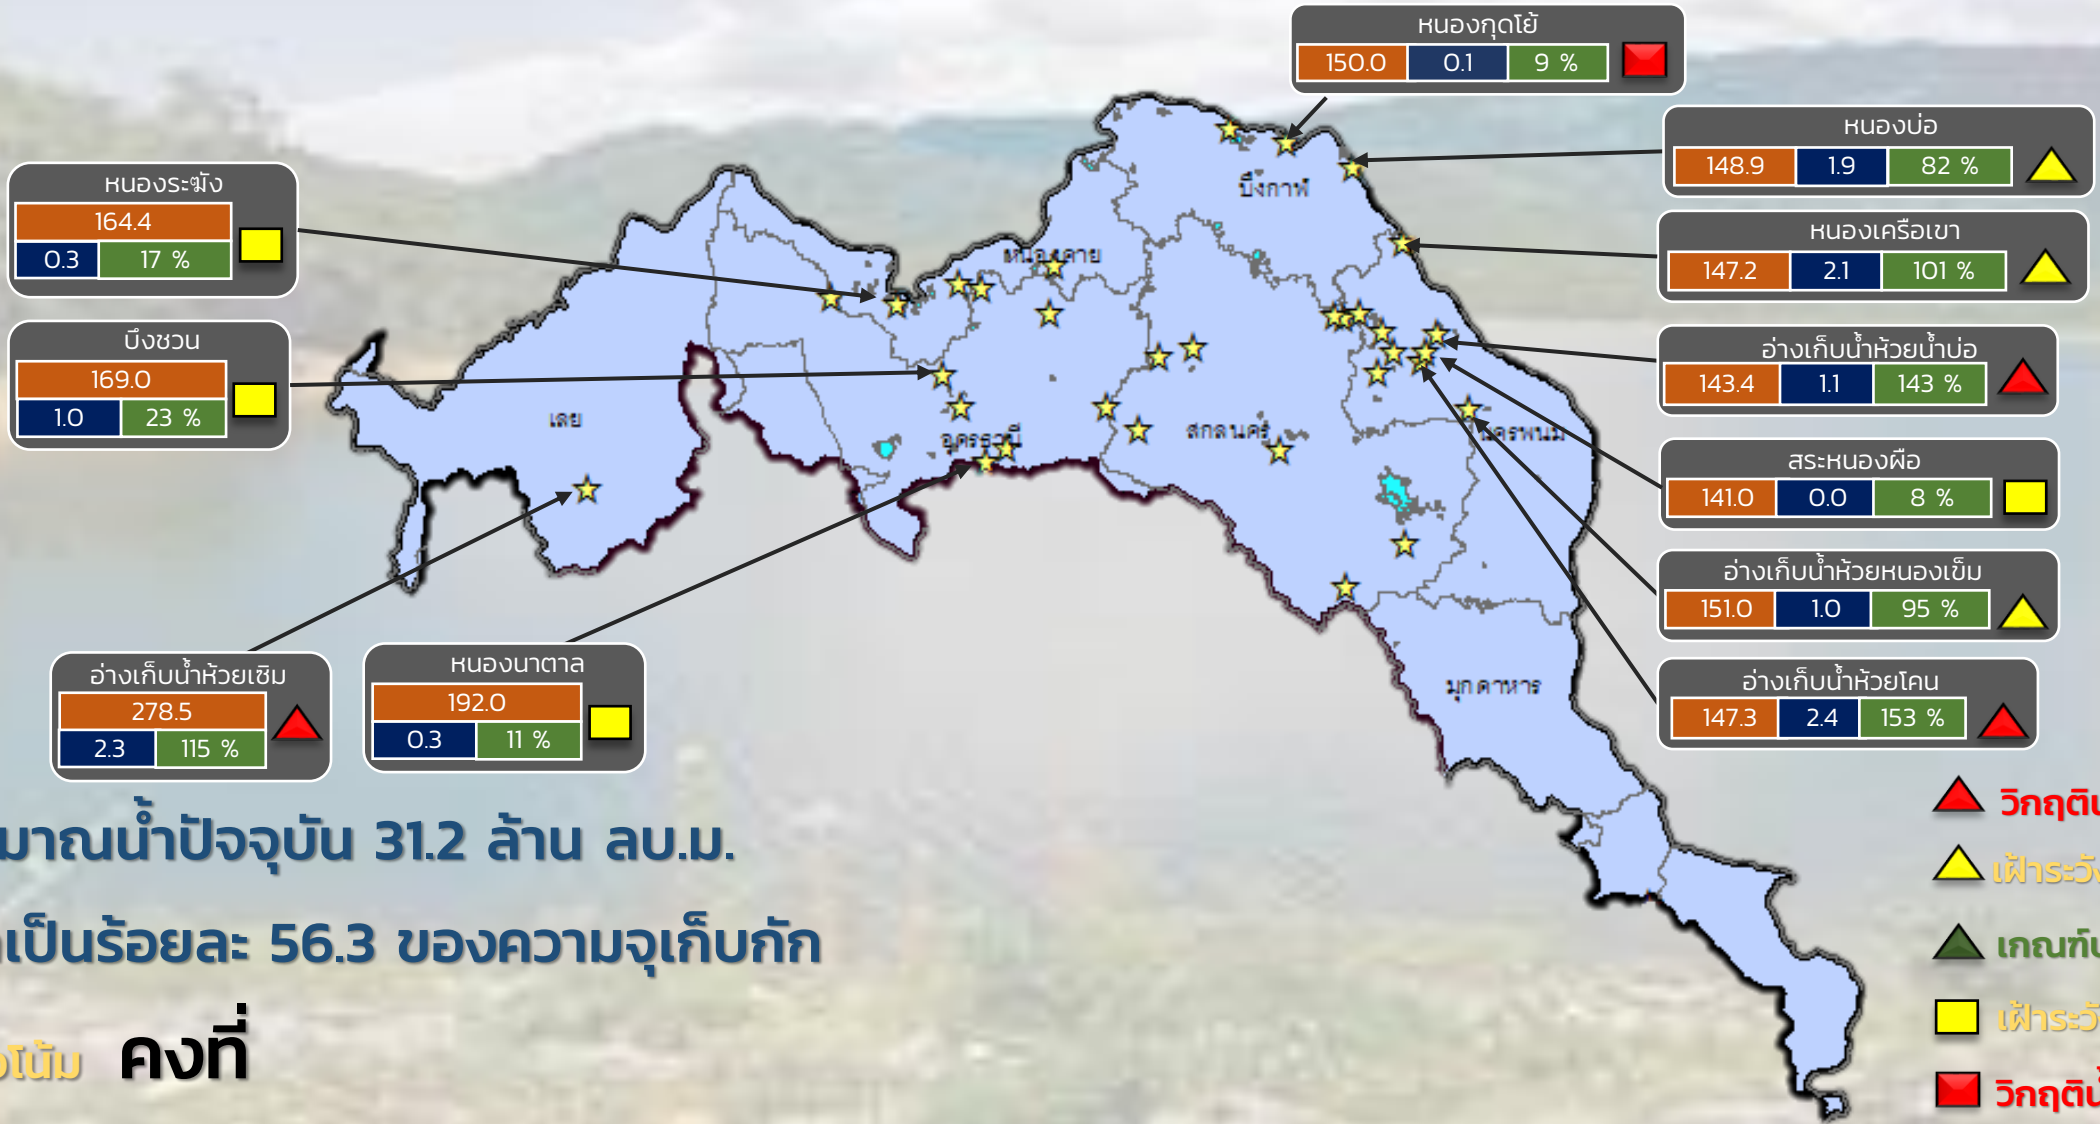 หนองกุดโย้
150.0 0.1 9 %
หนองบ่อ
148.9 1.9 82 %
หนองระฆัง
164.4
0.3 17 %
หนองเครือเขา
147.2 2.1 101 %
บึงชวน
169.0
1.0 23 %
อ่างเก็บน้ำห้วยน้ำบ่อ
143.4 1.1 143 %
สระหนองผือ
141.0 0.0 8 %
อ่างเก็บน้ำห้วยหนองเข็ม
151.0 1.0 95 %
อ่างเก็บน้ำห้วยโคน
147.3 2.4 153 %
อ่างเก็บน้ำห้วยเซิม
278.5
2.3 115 %
หนองนาตาล
192.0
0.3 11 %
บึงกาฬ
หนองคาย
เลย
อุดรธานี
สกลนคร
นครพนม
มุกดาหาร
มาณน้ำปัจจุบัน 31.2 ล้าน ลบ.ม.
เป็นร้อยละ 56.3 ของความจุเก็บกัก
โน้ม คงที่
วิกฤติ
เฝ้าระวัง
เกณฑ์
เฝ้าระวั
วิกฤติ